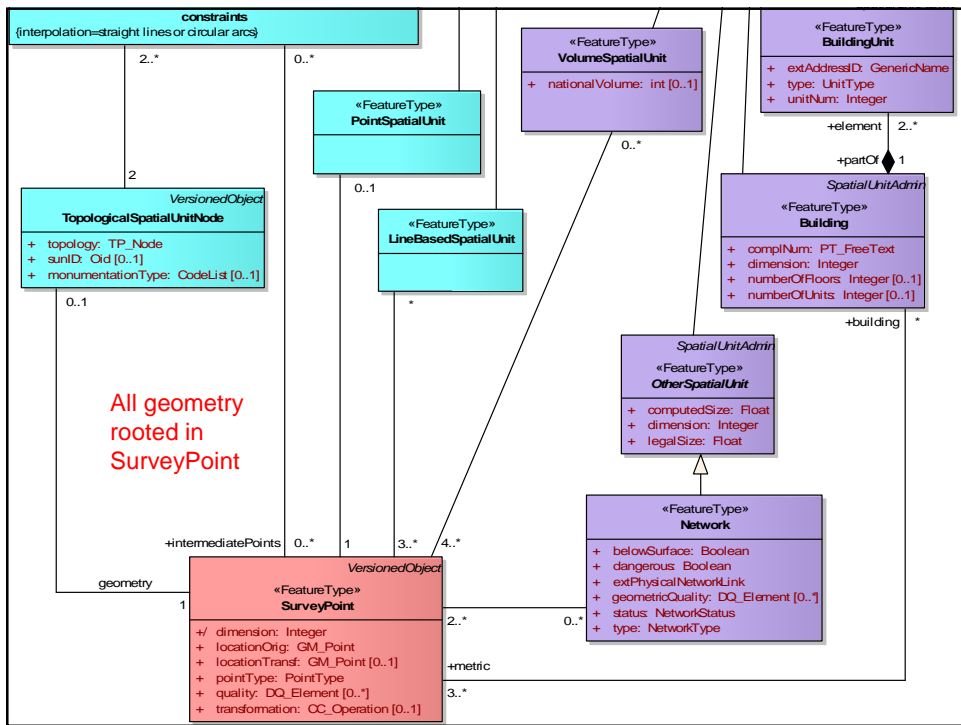 constraints
{interpolation=straight lines or circular arcs}
2..*
0..*
«FeatureType»
VolumeSpatialUnit
+ nationalVolume: int [0..1]
0..*
«FeatureType»
BuildingUnit
+ extAddressID: GenericName
+ type: UnitType
+ unitNum: Integer
+element
2..*
+partOf
1
«FeatureType»
PointSpatialUnit
0..1
2
VersionedObject
TopologicalSpatialUnitNode
+ topology: TP_Node
+ sunID: Oid [0..1]
+ monumentationType: CodeList [0..1]
0..1
«FeatureType»
LineBasedSpatialUnit
*
SpatialUnitAdmin
«FeatureType»
Building
+ complNum: PT_FreeText
+ dimension: Integer
+ numberOfFloors: Integer [0..1]
+ numberOfUnits: Integer [0..1]
+building
*
SpatialUnitAdmin
«FeatureType»
OtherSpatialUnit
+ computedSize: Float
+ dimension: Integer
+ legalSize: Float
All geometry
rooted in
SurveyPoint
«FeatureType»
Network
+ belowSurface: Boolean
+ dangerous: Boolean
+ extPhysicalNetworkLink
+ geometricQuality: DQ_Element [0..*]
+ status: NetworkStatus
+ type: NetworkType
+intermediatePoints
0..*
1
3..*
4..*
geometry
1
VersionedObject
«FeatureType»
SurveyPoint
+/ dimension: Integer
+ locationOrig: GM_Point
+ locationTransf: GM_Point [0..1]
+ pointType: PointType
+ quality: DQ_Element [0..*]
+ transformation: CC_Operation [0..1]
2..*
0..*
+metric
3..*